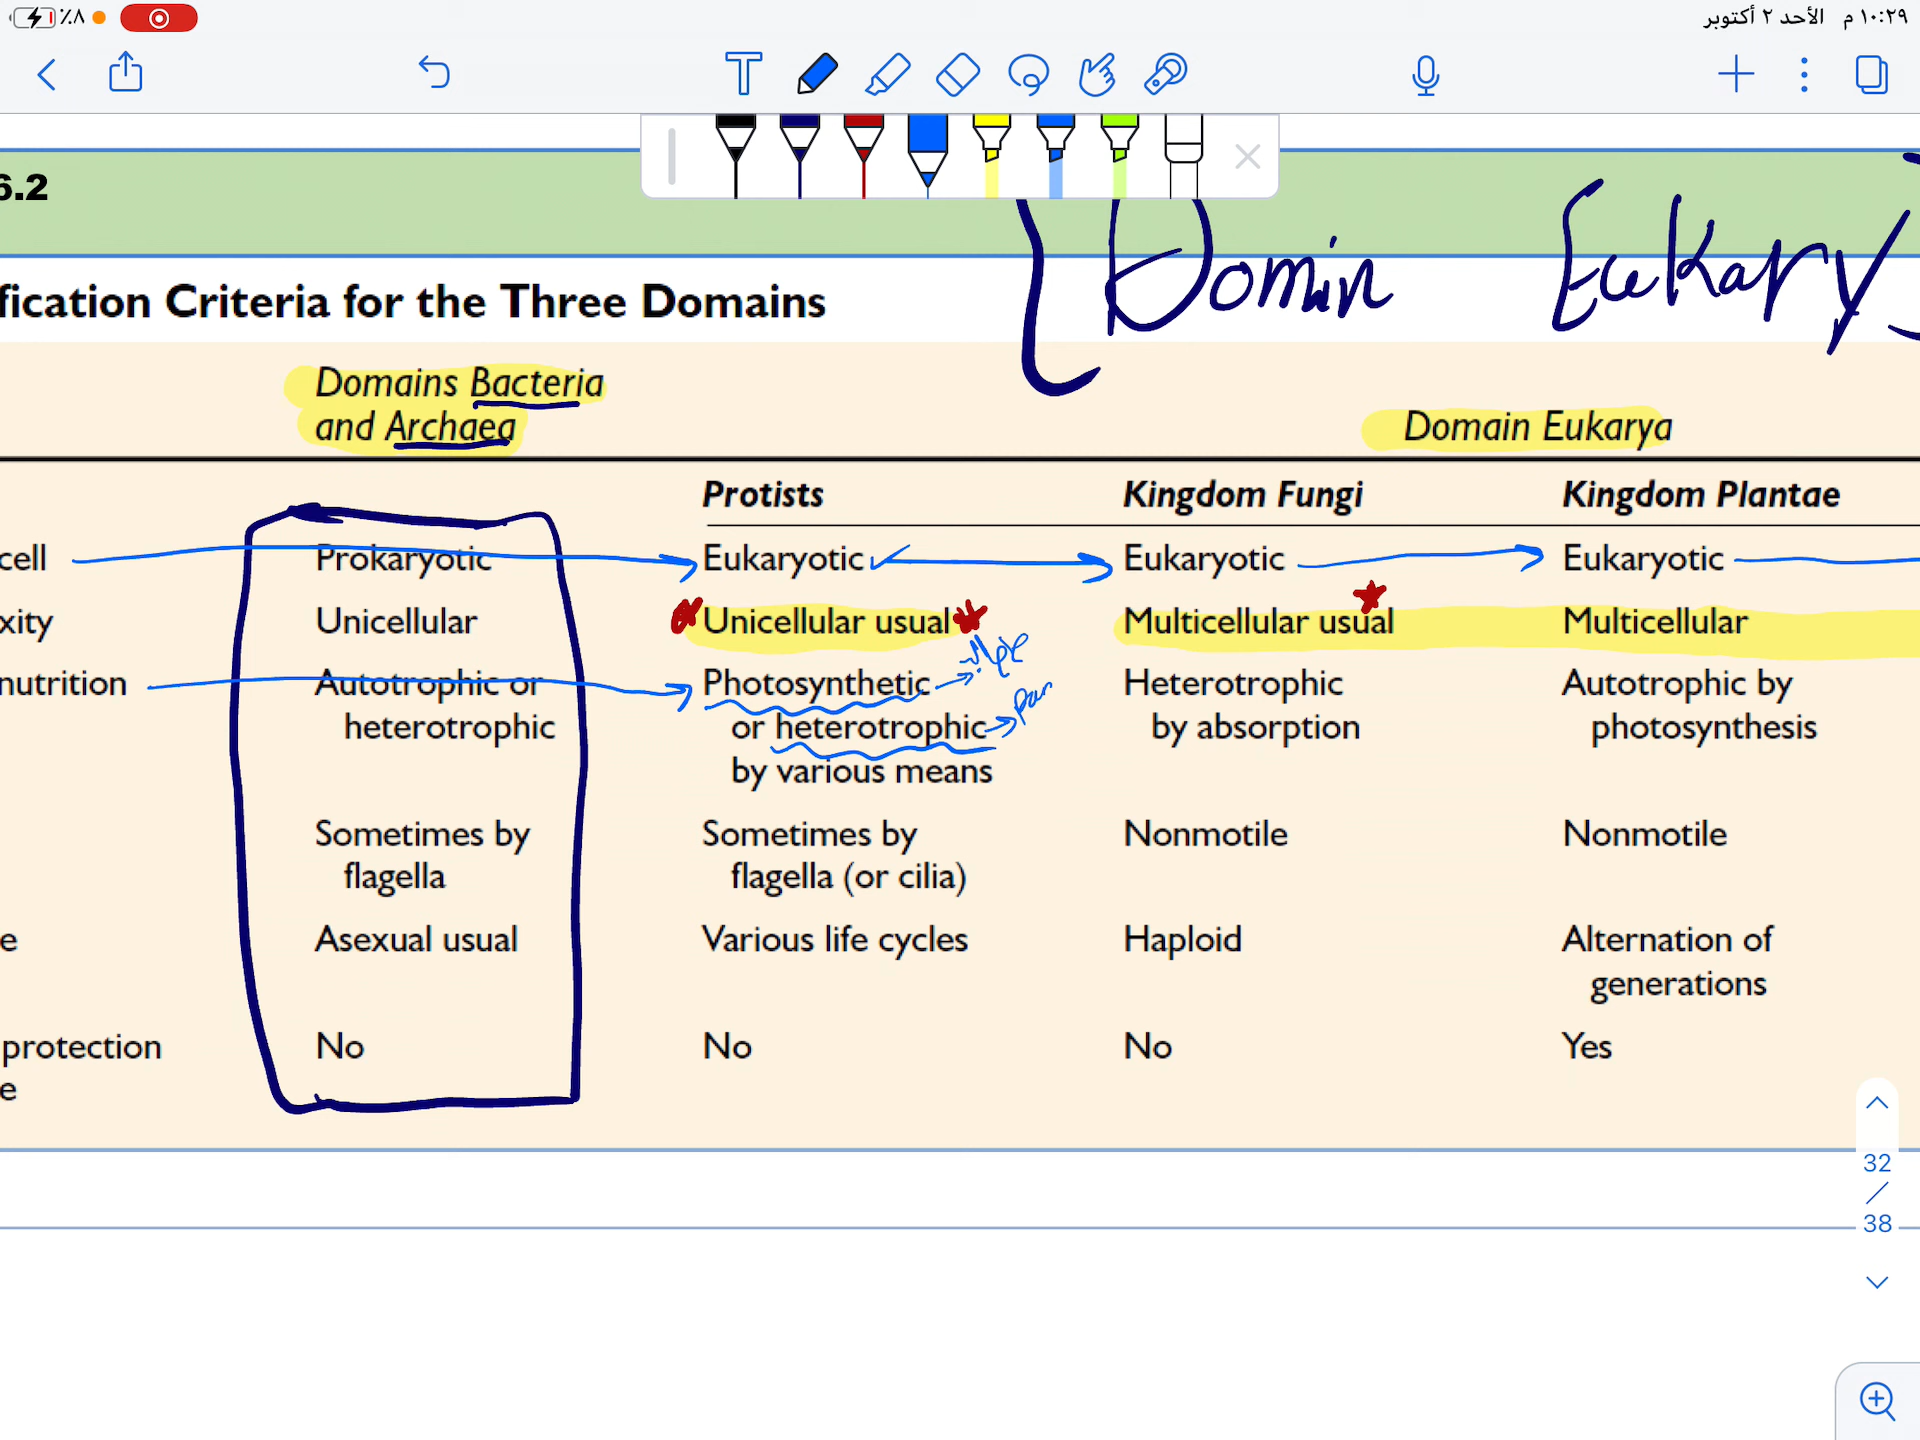 ٪٨
١٠:٢٩ م الأحد ٢ أكتوبر
6.2
Domin Eukary
fication Criteria for the Three Domains
Domains Bacteria
and Archaea
Domain Eukarya
Protists Kingdom Fungi Kingdom Plantae
cell Prokaryotic Eukaryotic Eukaryotic Eukaryotic
xity Unicellular Unicellular usual Multicellular usual Multicellular
nutrition Autotrophic or Photosynthetic Heterotrophic Autotrophic by
heterotrophic or heterotrophic by absorption photosynthesis
by various means
Sometimes by Sometimes by Nonmotile Nonmotile
flagella flagella (or cilia)
e Asexual usual Various life cycles Haploid Alternation of
generations
protection No No No Yes
e
32
/
38